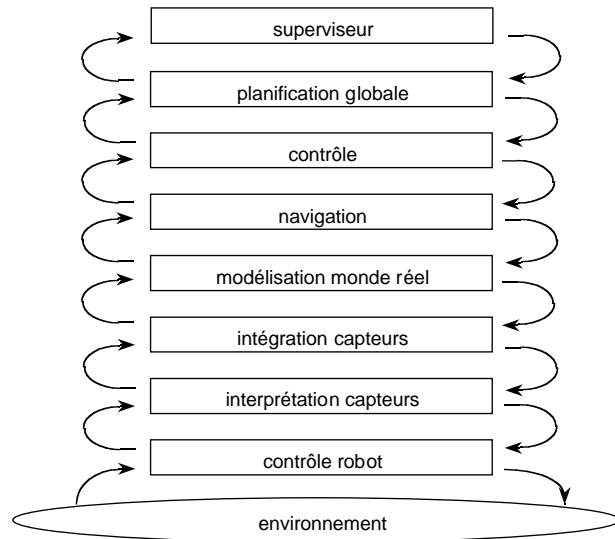 superviseur
planification globale
contrôle
navigation
modélisation monde réel
intégration capteurs
interprétation capteurs
contrôle robot
environnement